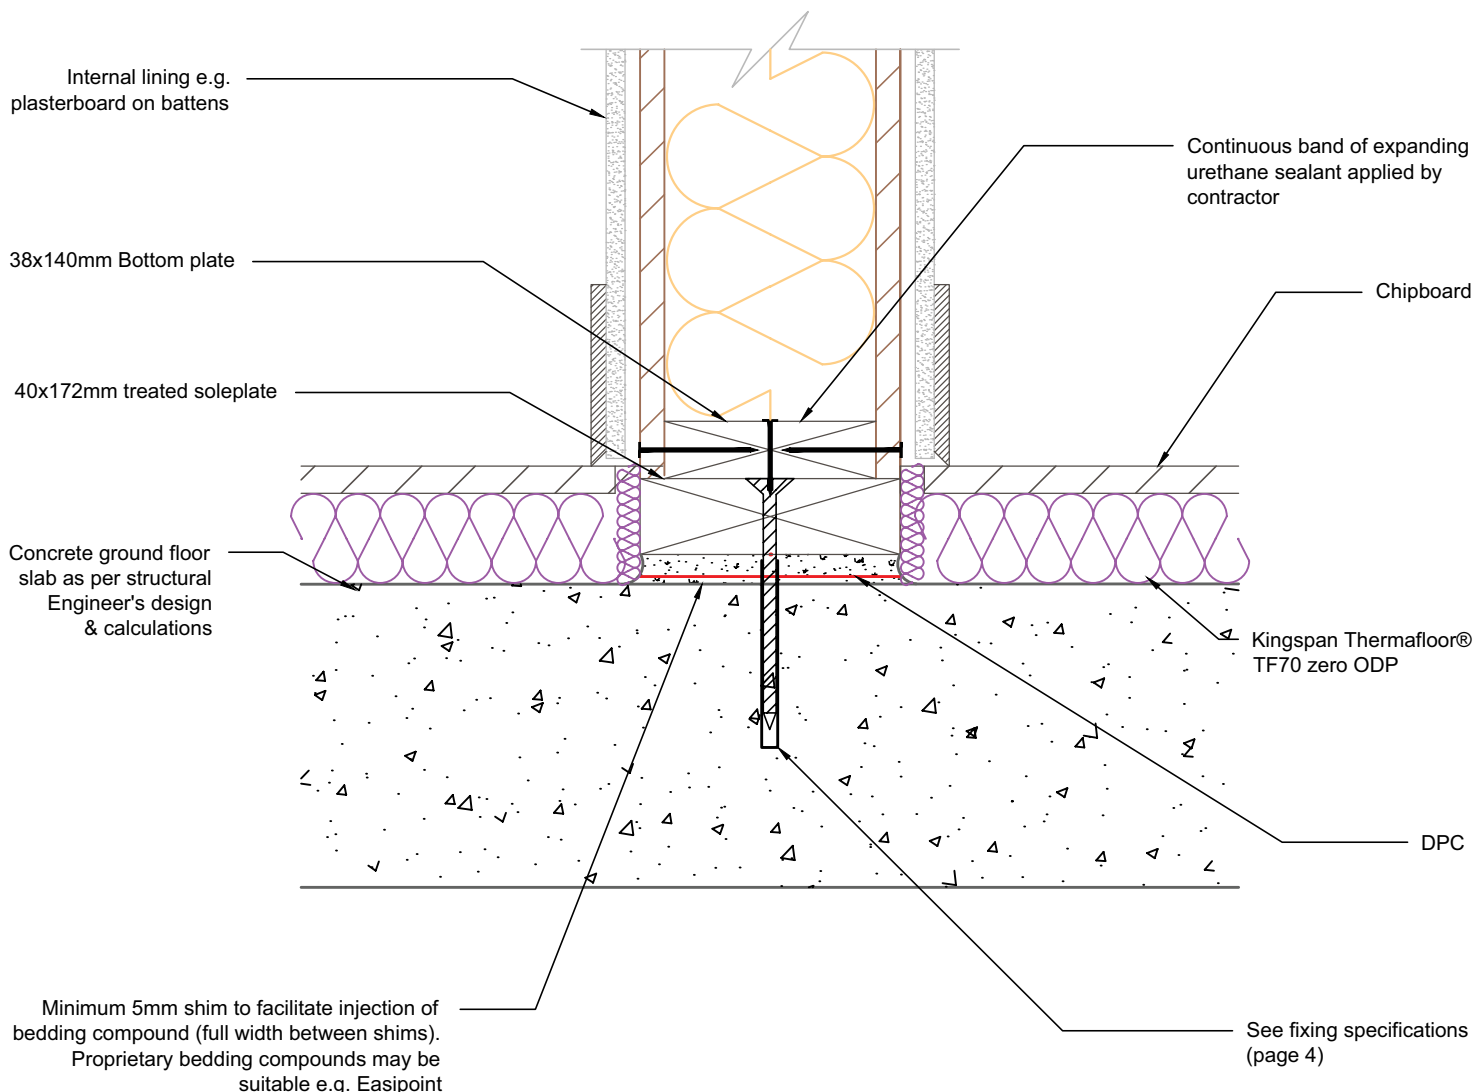 Internal lining e.g.
plasterboard on battens
Continuous band of expanding
urethane sealant applied by
contractor
38x140mm Bottom plate
Chipboard
40x172mm treated soleplate
Concrete ground floor
slab as per structural
Engineer's design
& calculations
Kingspan Thermafloor®
TF70 zero ODP
DPC
Minimum 5mm shim to facilitate injection of
bedding compound (full width between shims).
Proprietary bedding compounds may be
suitable e.g. Easipoint
See fixing specifications
(page 4)